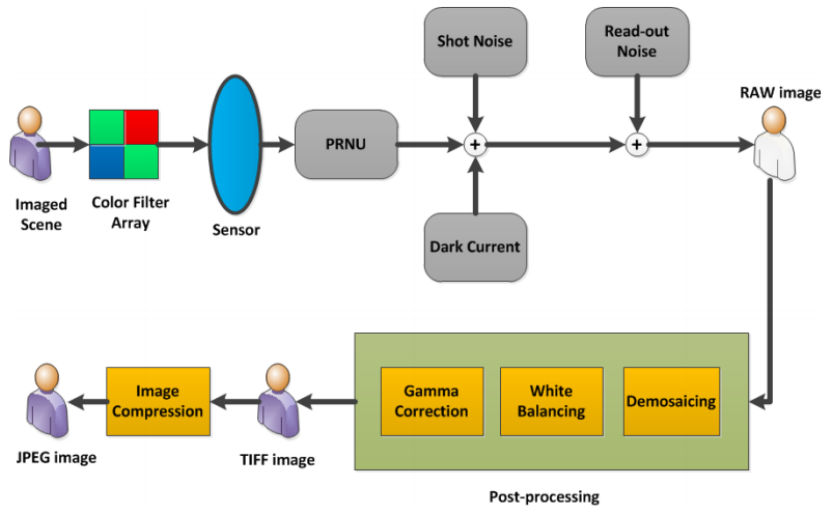 Shot Noise
Read-out
Noise
RAW image
PRNU
+
+
Imaged
Scene
Color Filter
Array
Sensor
Dark Current
Image
Compression
Gamma
Correction
White
Balancing
Demosaicing
JPEG image
TIFF image
Post-processing